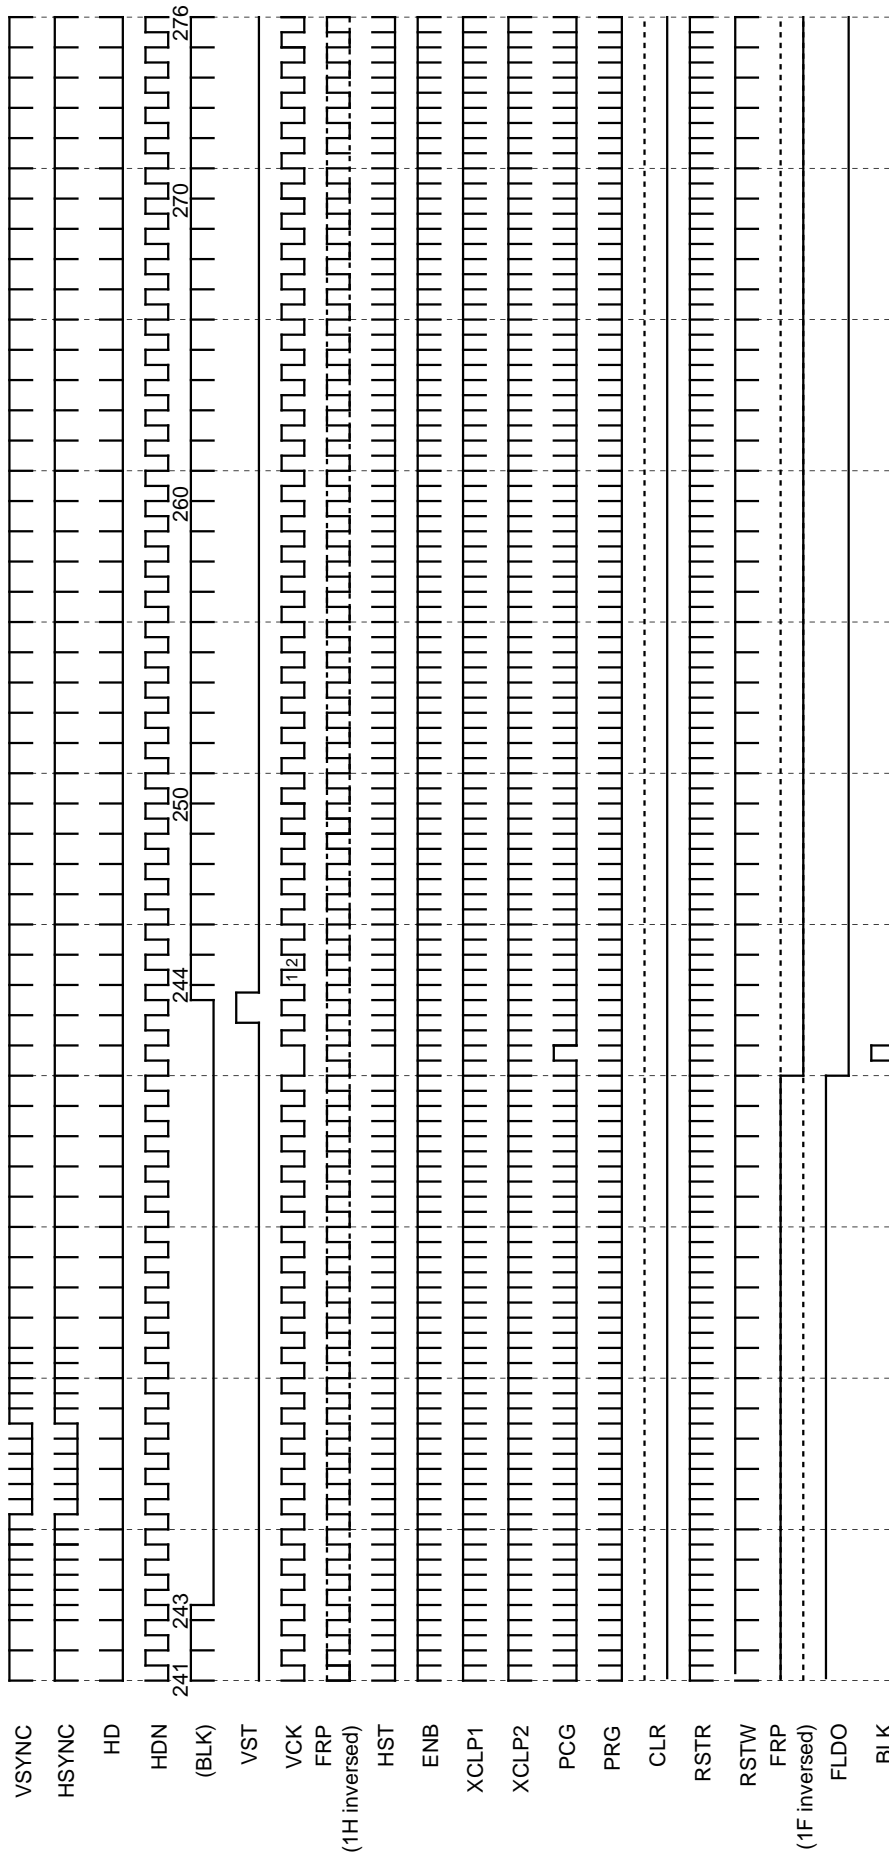 VSYNC
HSYNC
HD
HDN
241
243
244
250
260
270
276
(BLK)
VST
VCK
1 2
FRP
(1H inversed)
HST
ENB
XCLP1
XCLP2
PCG
PRG
CLR
RSTR
RSTW
FRP
(1F inversed)
FLDO
BLK